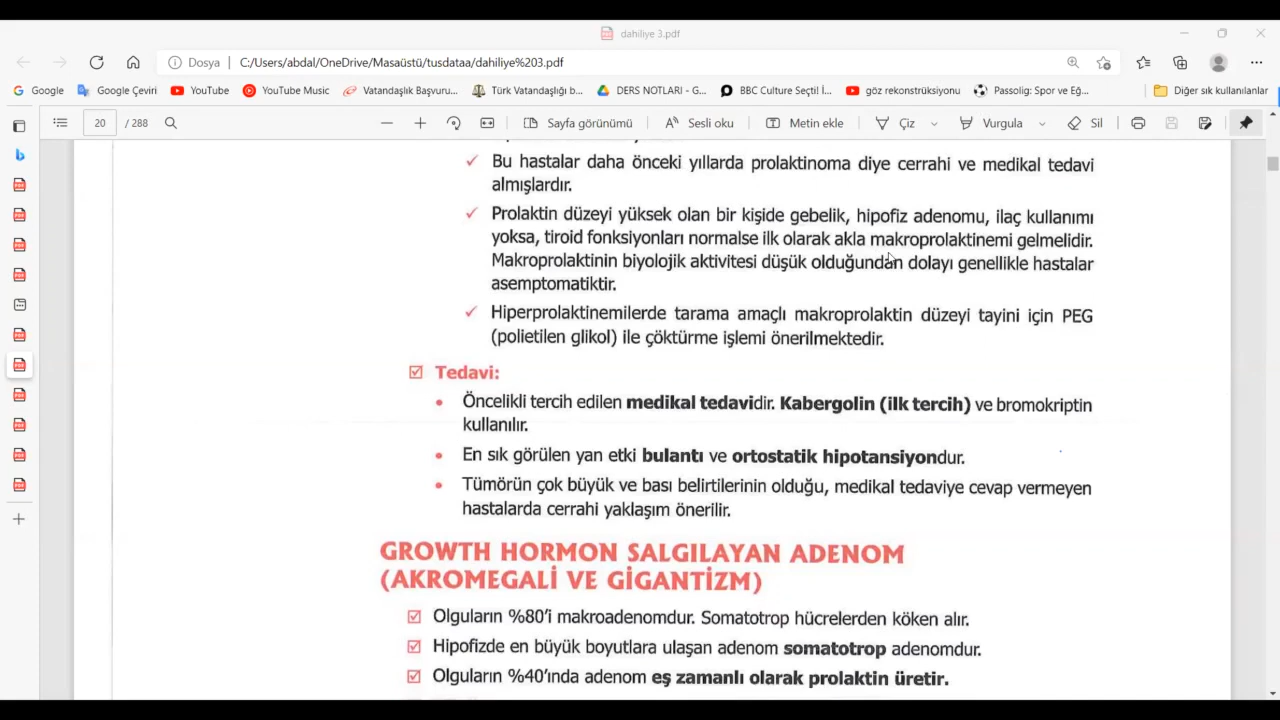 dahiliye 3.pdf
Dosya
C:/Users/abdal/OneDrive/Masaüstü/tusdataa/dahiliye%203.pdf
Google
Google Çeviri
YouTube
YouTube Music
Vatandaşlık Başvuru...
Türk Vatandaşlığı b...
DERS NOTLARI - G...
BBC Culture Seçti! İ...
göz rekonstrüksiyonu
Passolig: Spor ve Eğ...
Diğer sık kullanılanlar
20 / 288
Sayfa görünümü
Sesli oku
Metin ekle
Çiz
Vurgula
Sil
Bu hastalar daha önceki yıllarda prolaktinoma diye cerrahi ve medikal tedavi
almışlardır.
Prolaktin düzeyi yüksek olan bir kişide gebelik, hipofiz adenomu, ilaç kullanımı
yoksa, tiroid fonksiyonları normalse ilk olarak akla makroprolaktinemi gelmelidir.
Makroprolaktinin biyolojik aktivitesi düşük olduğundan dolayı genellikle hastalar
asemptomatiktir.
Hiperprolaktinemilerde tarama amaçlı makroprolaktin düzeyi tayini için PEG
(polietilen glikol) ile çöktürme işlemi önerilmektedir.
Tedavi:
Öncelikli tercih edilen medikal tedavidir. Kabergolin (ilk tercih) ve bromokriptin
kullanılır.
En sık görülen yan etki bulantı ve ortostatik hipotansiyondur.
Tümörün çok büyük ve bası belirtilerinin olduğu, medikal tedaviye cevap vermeyen
hastalarda cerrahi yaklaşım önerilir.
GROWTH HORMON SALGILAYAN ADENOM
(AKROMEGALİ VE GİGANTİZM)
Olguların %80'i makroadenomdur. Somatotrop hücrelerden köken alır.
Hipofizde en büyük boyutlara ulaşan adenom somatotrop adenomdur.
Olguların %40'ında adenom eş zamanlı olarak prolaktin üretir.